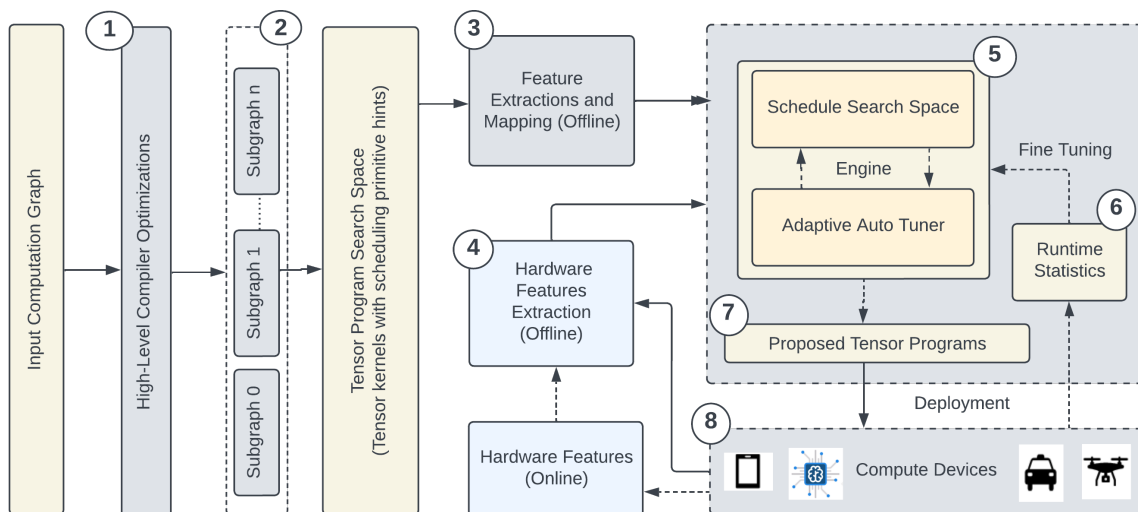 1
2
3
4
5
6
7
8
Input Computation Graph
High-Level Compiler Optimizations
Subgraph n
Subgraph 1
Subgraph 0
Tensor Program Search Space
(Tensor kernels with scheduling primitive hints)
Feature
Extractions and
Mapping (Offline)
Hardware
Features
Extraction
(Offline)
Hardware Features
(Online)
Schedule Search Space
Engine
Adaptive Auto Tuner
Fine Tuning
Runtime
Statistics
Proposed Tensor Programs
Deployment
Compute Devices